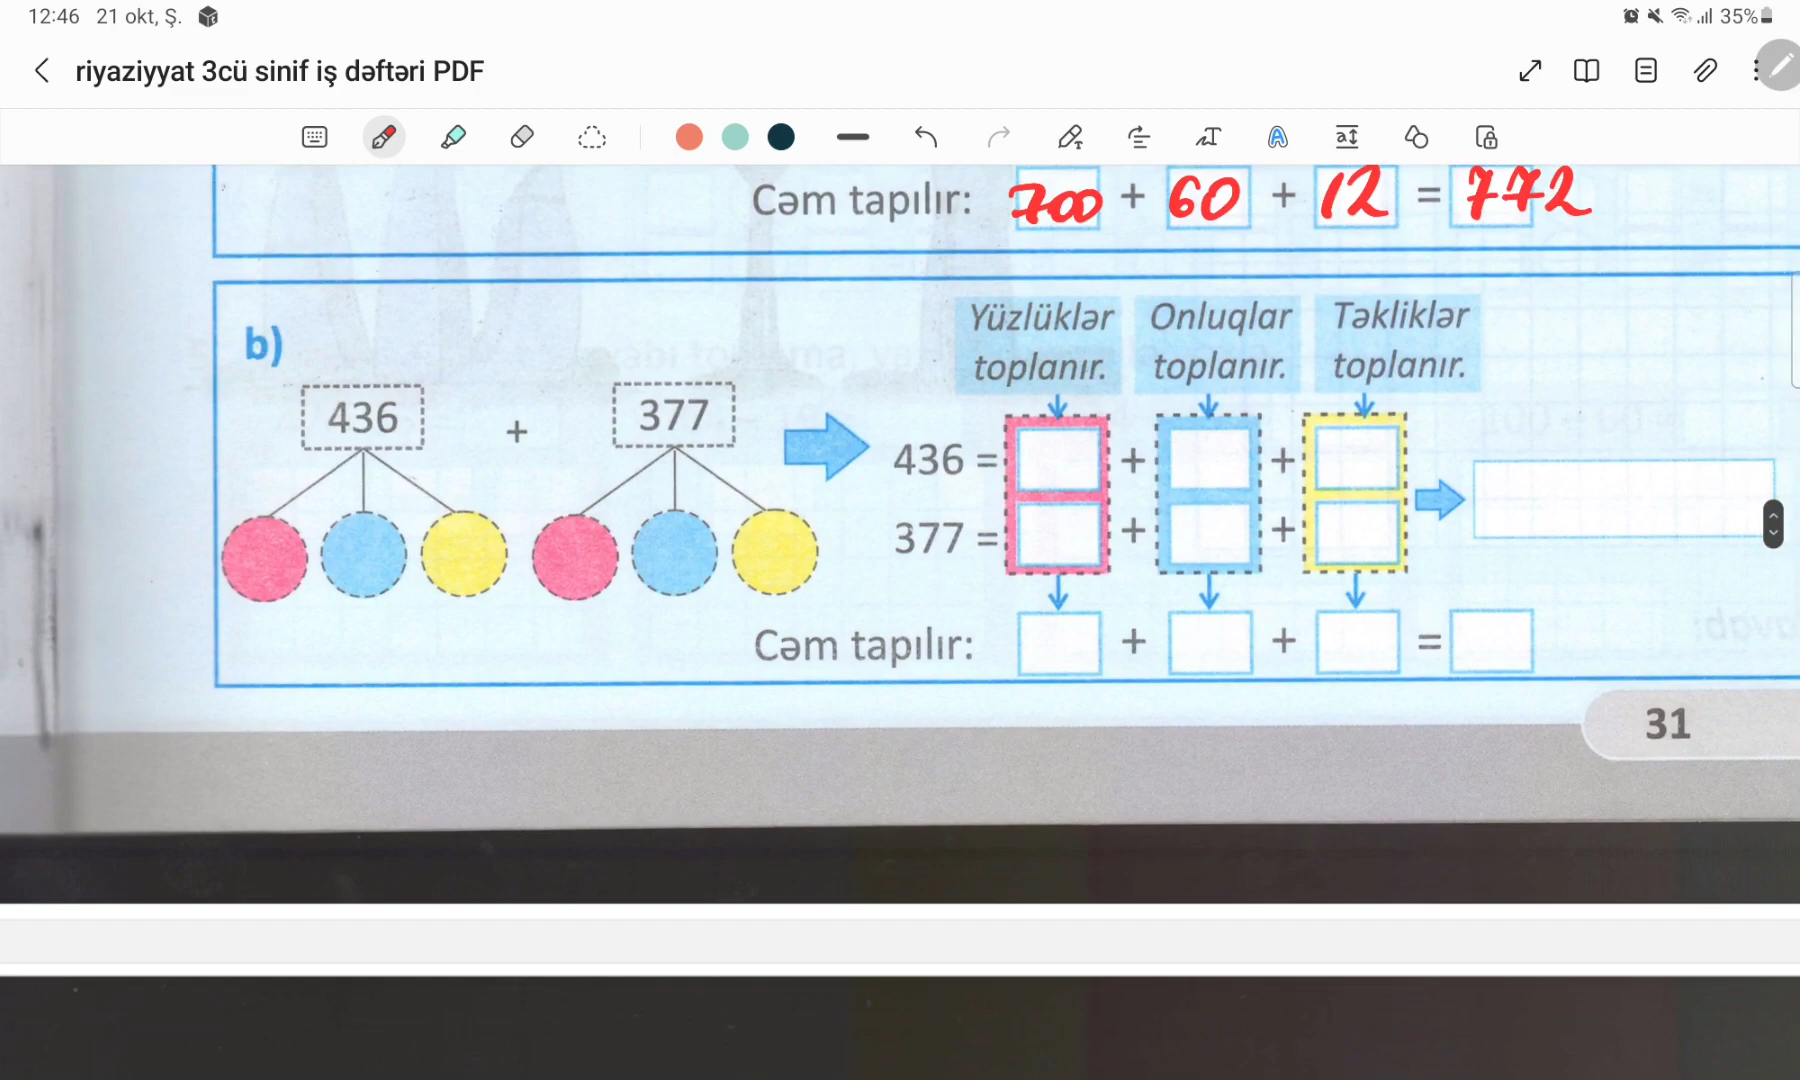 12:46 21 okt, Ş. 35%
riyaziyyat 3cü sinif iş dəftəri PDF
Cəm tapılır: 700 + 60 + 12 = 772
b)
Yüzlüklər toplanır.
Onluqlar toplanır.
Təkliklər toplanır.
436 + 377
436 = + +
377 = + +
Cəm tapılır: + + =
31